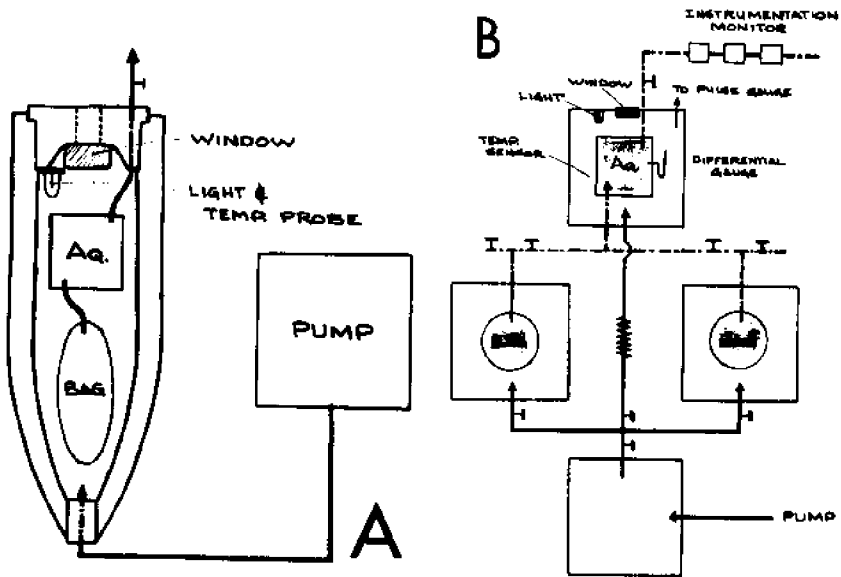 WINDOW
LIGHT &
TEMP. PROBE
AQ.
BAG
PUMP
A
B
INSTRUMENTATION
MONITOR
WINDOW
LIGHT
TO PULSE GAUGE
TEMP.
SENSOR
AQ
DIFFERENTIAL
GAUGE
PUMP